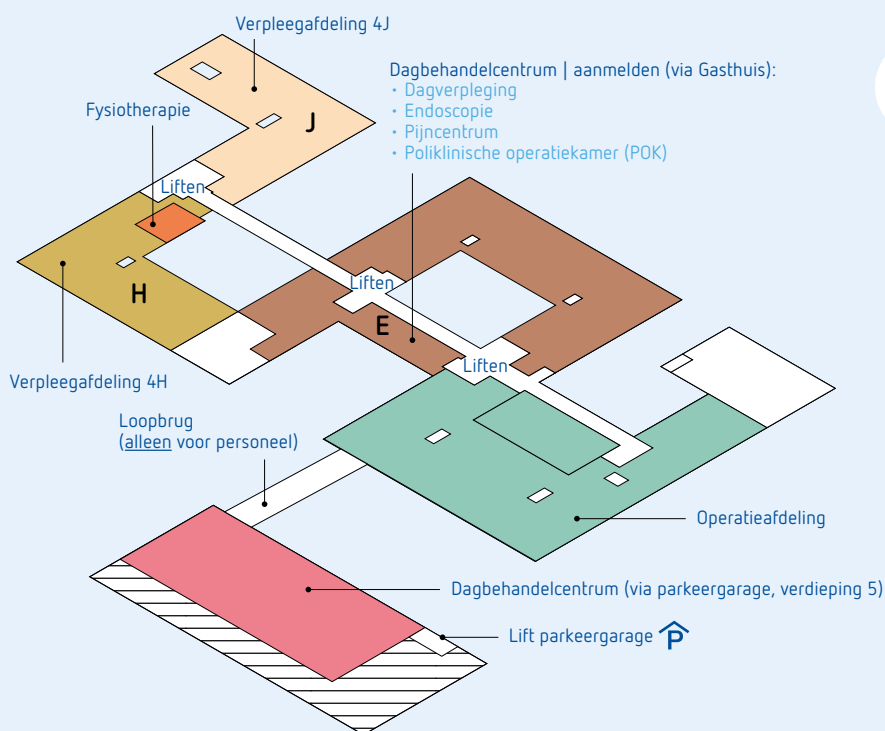 Verpleegafdeling 4J
Dagbehandelcentrum | aanmelden (via Gasthuis):
· Dagverpleging
· Endoscopie
· Pijncentrum
· Poliklinische operatiekamer (POK)
Fysiotherapie
J
Liften
Liften
H
E
Liften
Verpleegafdeling 4H
Loopbrug
(alleen voor personeel)
Operatieafdeling
Dagbehandelcentrum (via parkeergarage, verdieping 5)
Lift parkeergarage P